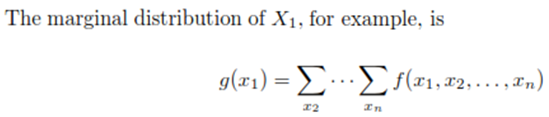 The marginal distribution of X₁, for example, is
g(x₁) = ∑_{x₂} ⋯ ∑_{xₙ} f(x₁, x₂, . . . , xₙ)